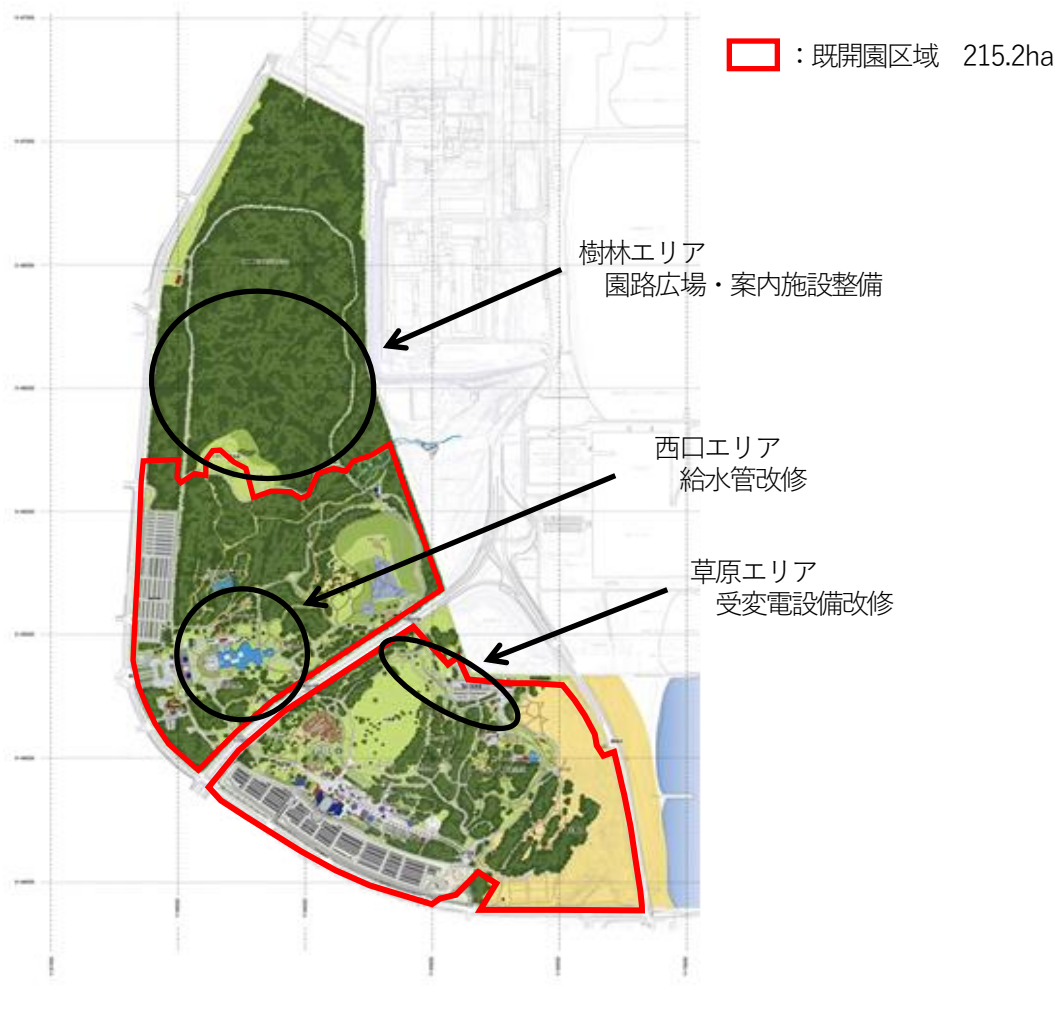 ：既開園区域　215.2ha
樹林エリア
園路広場・案内施設整備
西口エリア
給水管改修
草原エリア
受変電設備改修